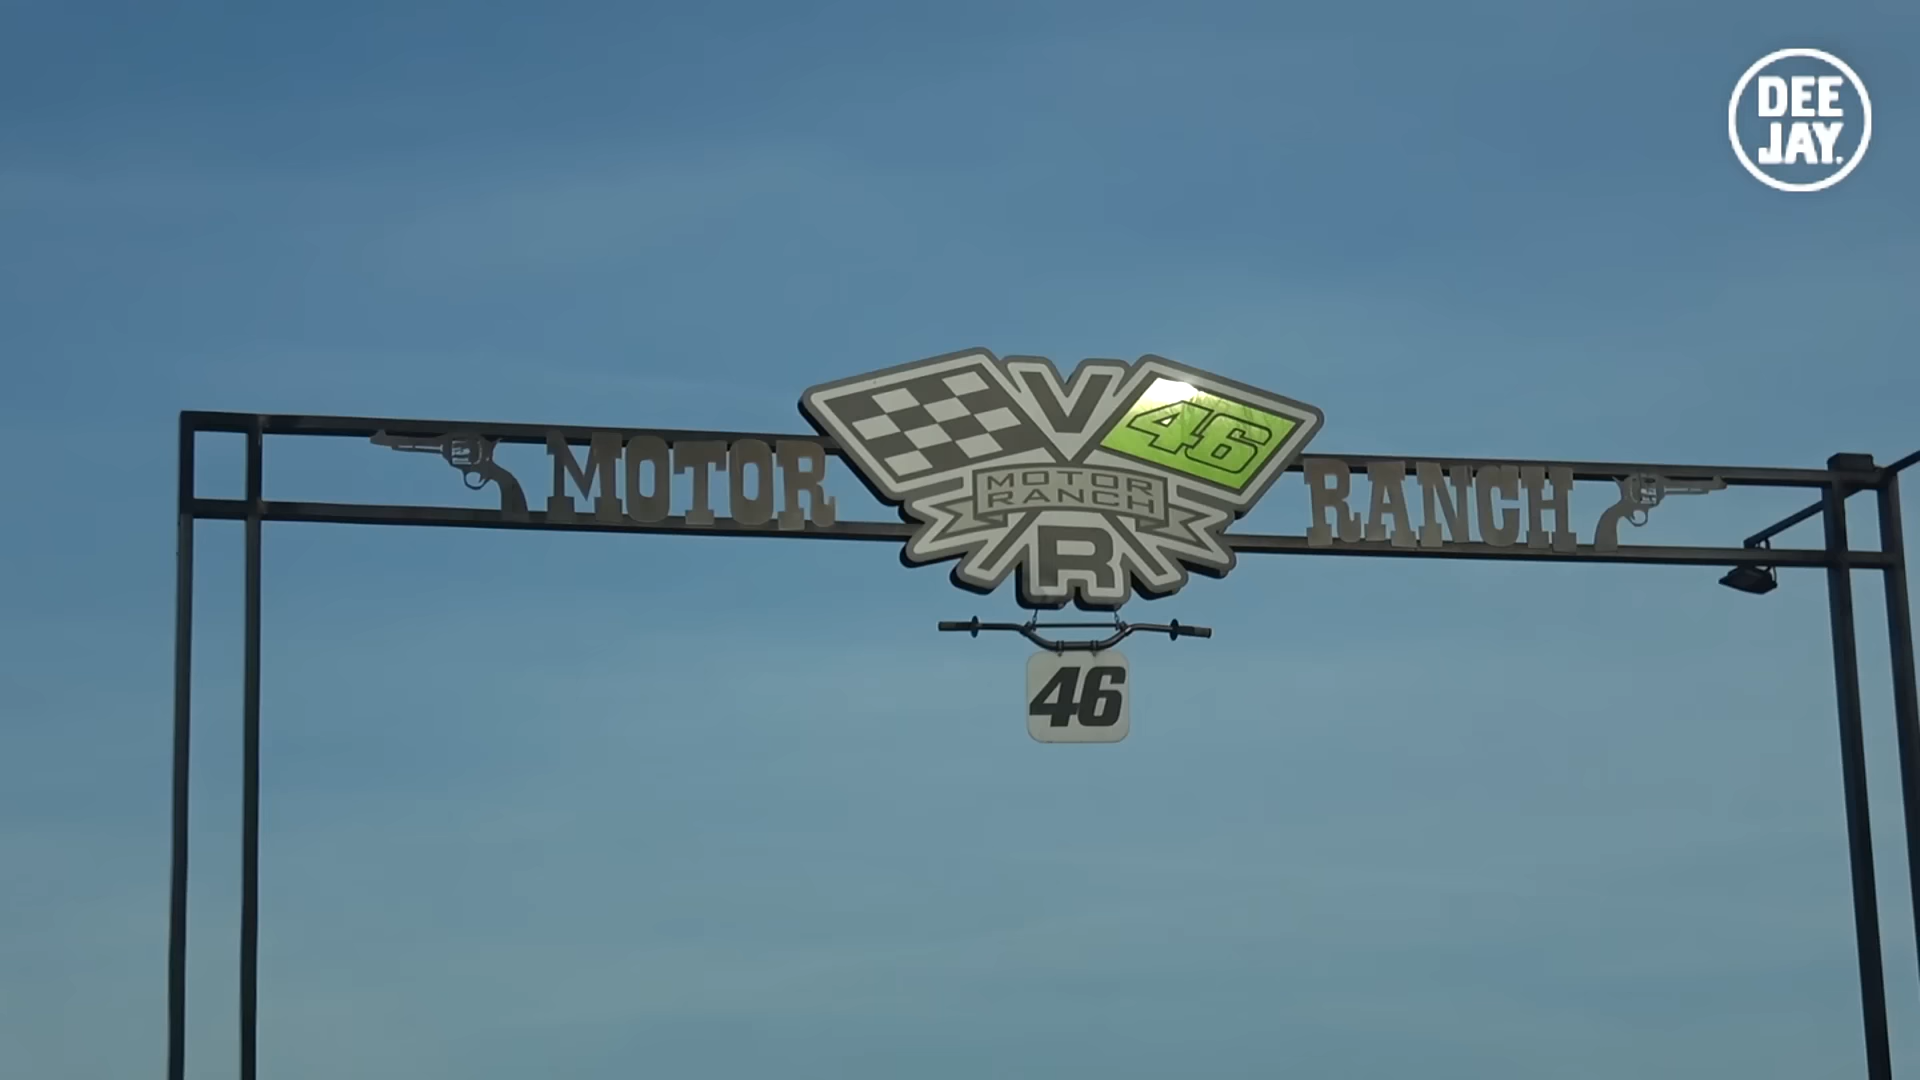 DEE
JAY.
V
46
MOTOR
RANCH
MOTOR
RANCH
R
46